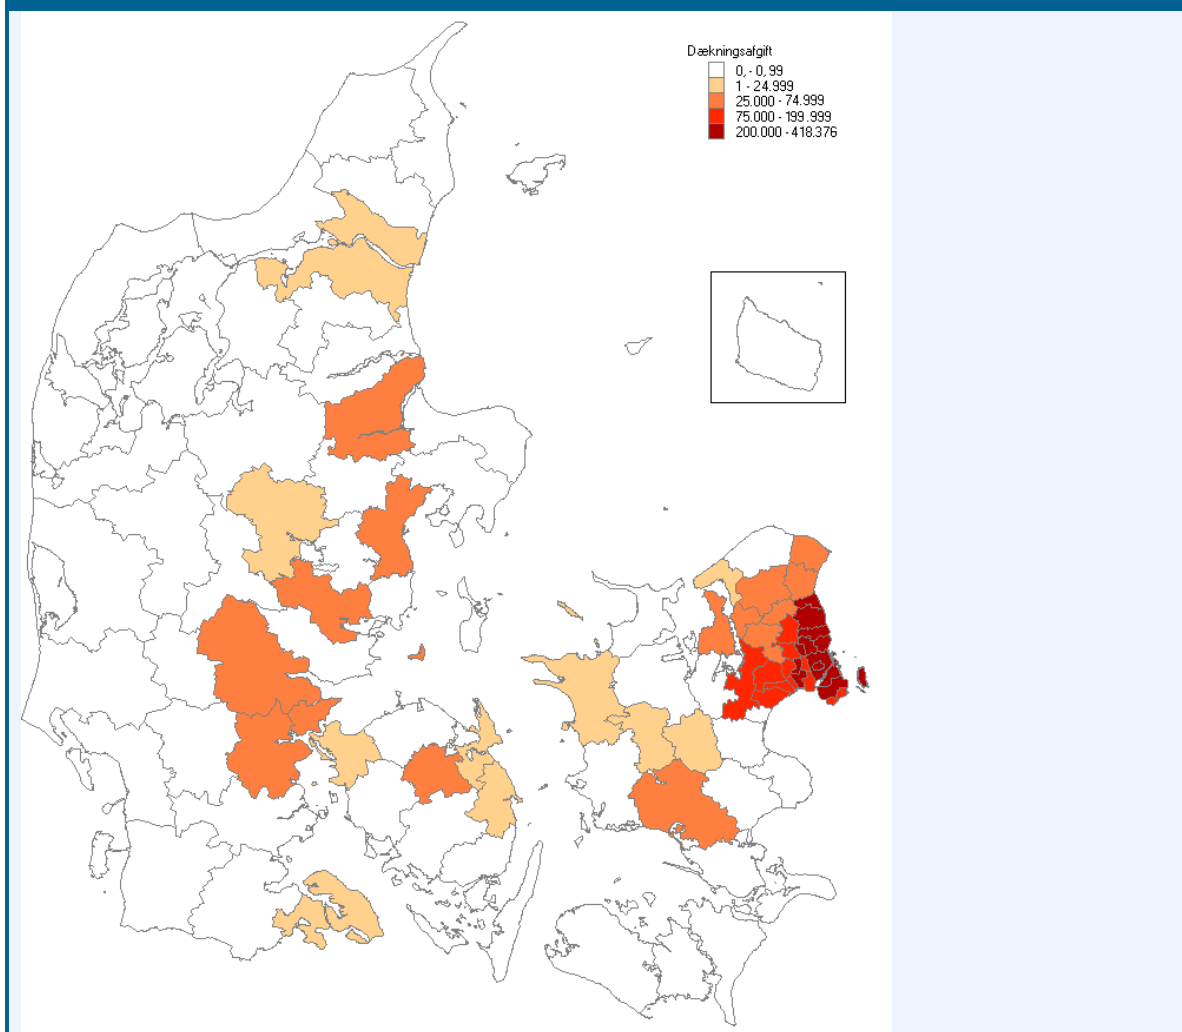 Dækningsafgift
0, - 0, 99
1 - 24.999
25.000 - 74.999
75.000 - 199.999
200.000 - 418.376